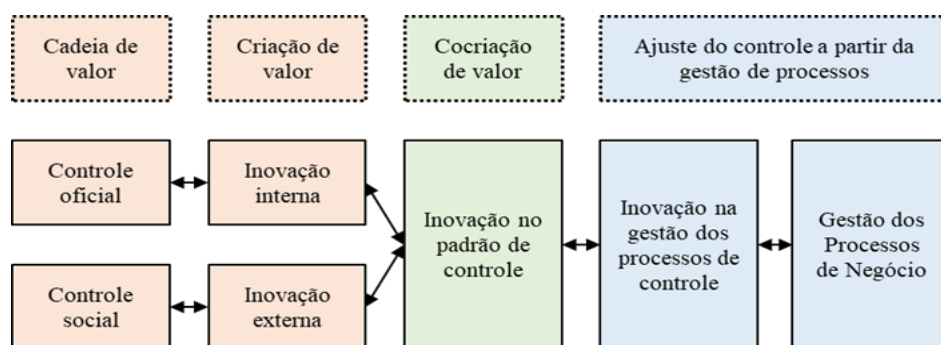 Cadeia de
valor
Criação de
valor
Cocriação
de valor
Ajuste do controle a partir da
gestão de processos
Controle
oficial
Inovação
interna
Controle
social
Inovação
externa
Inovação no
padrão de
controle
Inovação na
gestão dos
processos de
controle
Gestão dos
Processos
de Negócio